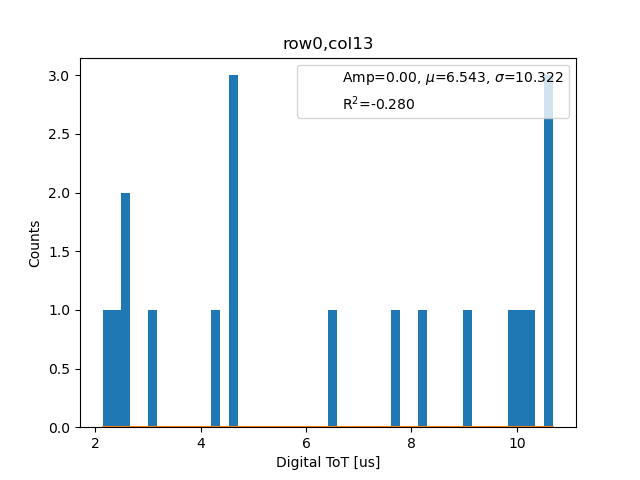 row0,col13
Amp=0.00, μ=6.543, σ=10.322
R²=-0.280
3.0
2.5
2.0
1.5
1.0
0.5
0.0
Counts
2 4 6 8 10
Digital ToT [us]